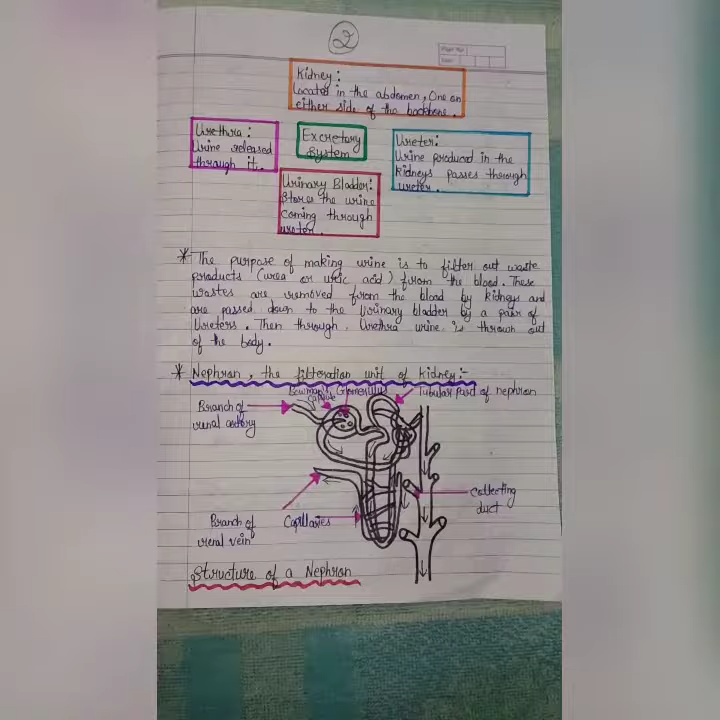 2
Page No
Date
Kidney:
Located in the abdomen, One on
either side of the backbone.
Urethra:
Urine released
through it.
Excretory
System
Ureter:
Urine produced in the
kidneys passes through
ureter.
Urinary Bladder:
Stores the urine
coming through
ureter.
* The purpose of making urine is to filter out waste
products (urea or uric acid) from the blood. These
wastes are removed from the blood by kidneys and
are passed down to the Urinary bladder by a pair of
Ureters. Then through Urethra urine is thrown out
of the body.
* Nephron, the filteration unit of kidney:-
Bowman's Glomerulus
Capsule
Tubular part of nephron
Branch of
renal artery
Collecting
duct
Branch of
renal vein
Capillaries
Structure of a Nephron